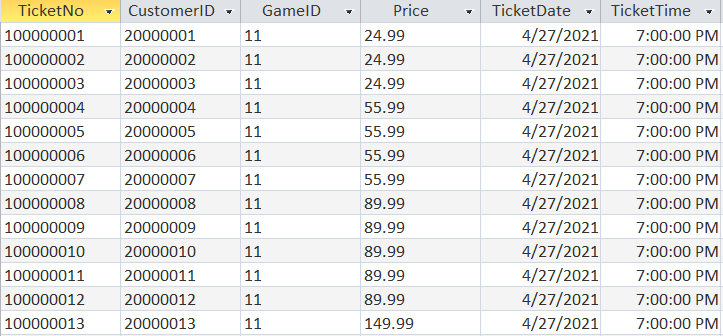 TicketNo CustomerID GameID Price TicketDate TicketTime
100000001 20000001 11 24.99 4/27/2021 7:00:00 PM
100000002 20000002 11 24.99 4/27/2021 7:00:00 PM
100000003 20000003 11 24.99 4/27/2021 7:00:00 PM
100000004 20000004 11 55.99 4/27/2021 7:00:00 PM
100000005 20000005 11 55.99 4/27/2021 7:00:00 PM
100000006 20000006 11 55.99 4/27/2021 7:00:00 PM
100000007 20000007 11 55.99 4/27/2021 7:00:00 PM
100000008 20000008 11 89.99 4/27/2021 7:00:00 PM
100000009 20000009 11 89.99 4/27/2021 7:00:00 PM
100000010 20000010 11 89.99 4/27/2021 7:00:00 PM
100000011 20000011 11 89.99 4/27/2021 7:00:00 PM
100000012 20000012 11 89.99 4/27/2021 7:00:00 PM
100000013 20000013 11 149.99 4/27/2021 7:00:00 PM